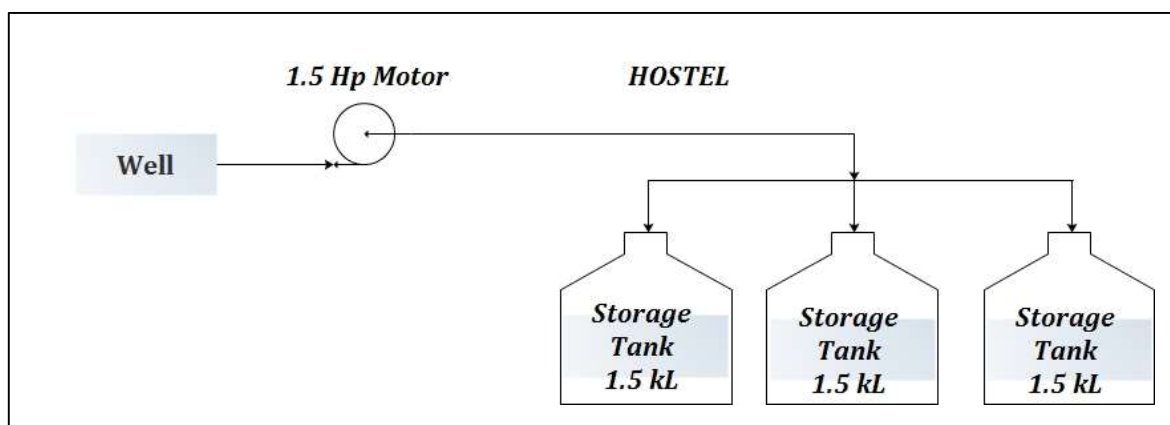 1.5 Hp Motor
HOSTEL
Well
Storage
Tank
1.5 kL
Storage
Tank
1.5 kL
Storage
Tank
1.5 kL